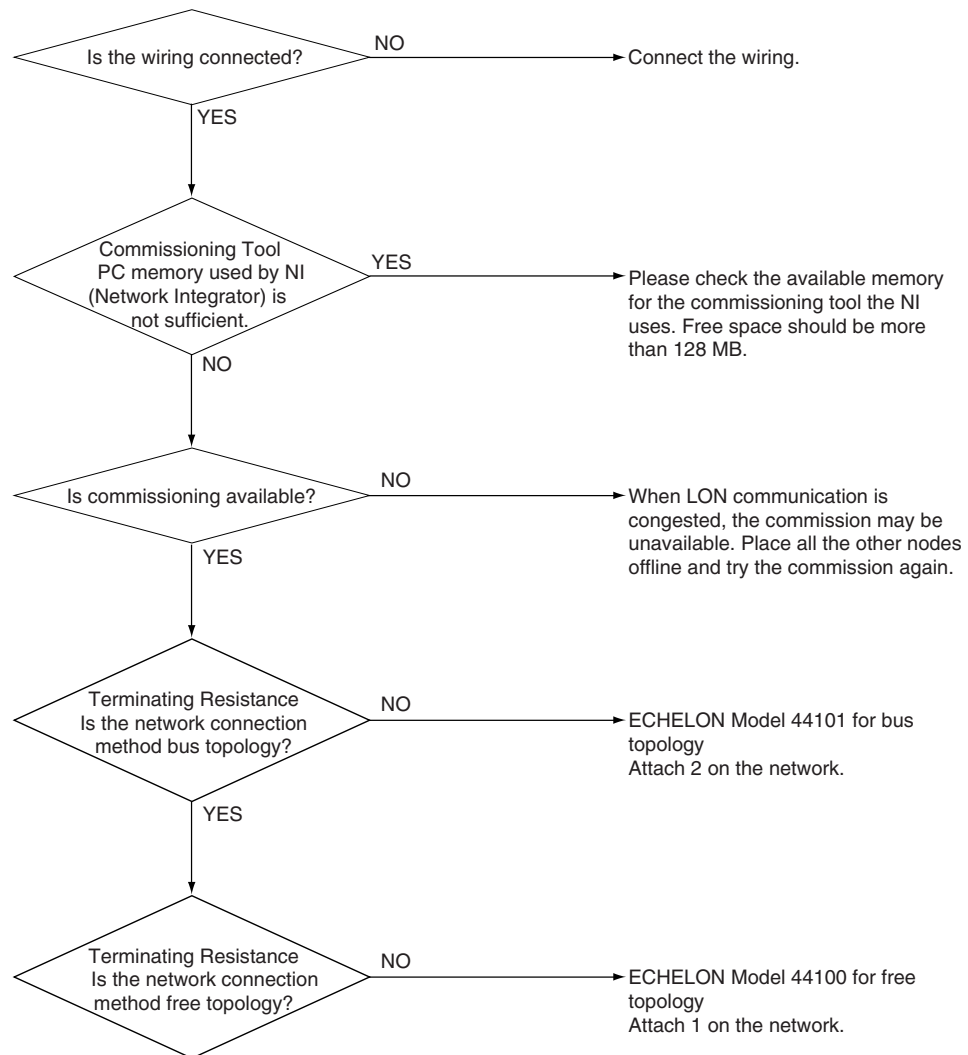 Is the wiring connected?
NO
Connect the wiring.
YES
Commissioning Tool
PC memory used by NI
(Network Integrator) is
not sufficient.
YES
Please check the available memory
for the commissioning tool the NI
uses. Free space should be more
than 128 MB.
NO
Is commissioning available?
NO
When LON communication is
congested, the commission may be
unavailable. Place all the other nodes
offline and try the commission again.
YES
Terminating Resistance
Is the network connection
method bus topology?
NO
ECHELON Model 44101 for bus
topology
Attach 2 on the network.
YES
Terminating Resistance
Is the network connection
method free topology?
NO
ECHELON Model 44100 for free
topology
Attach 1 on the network.